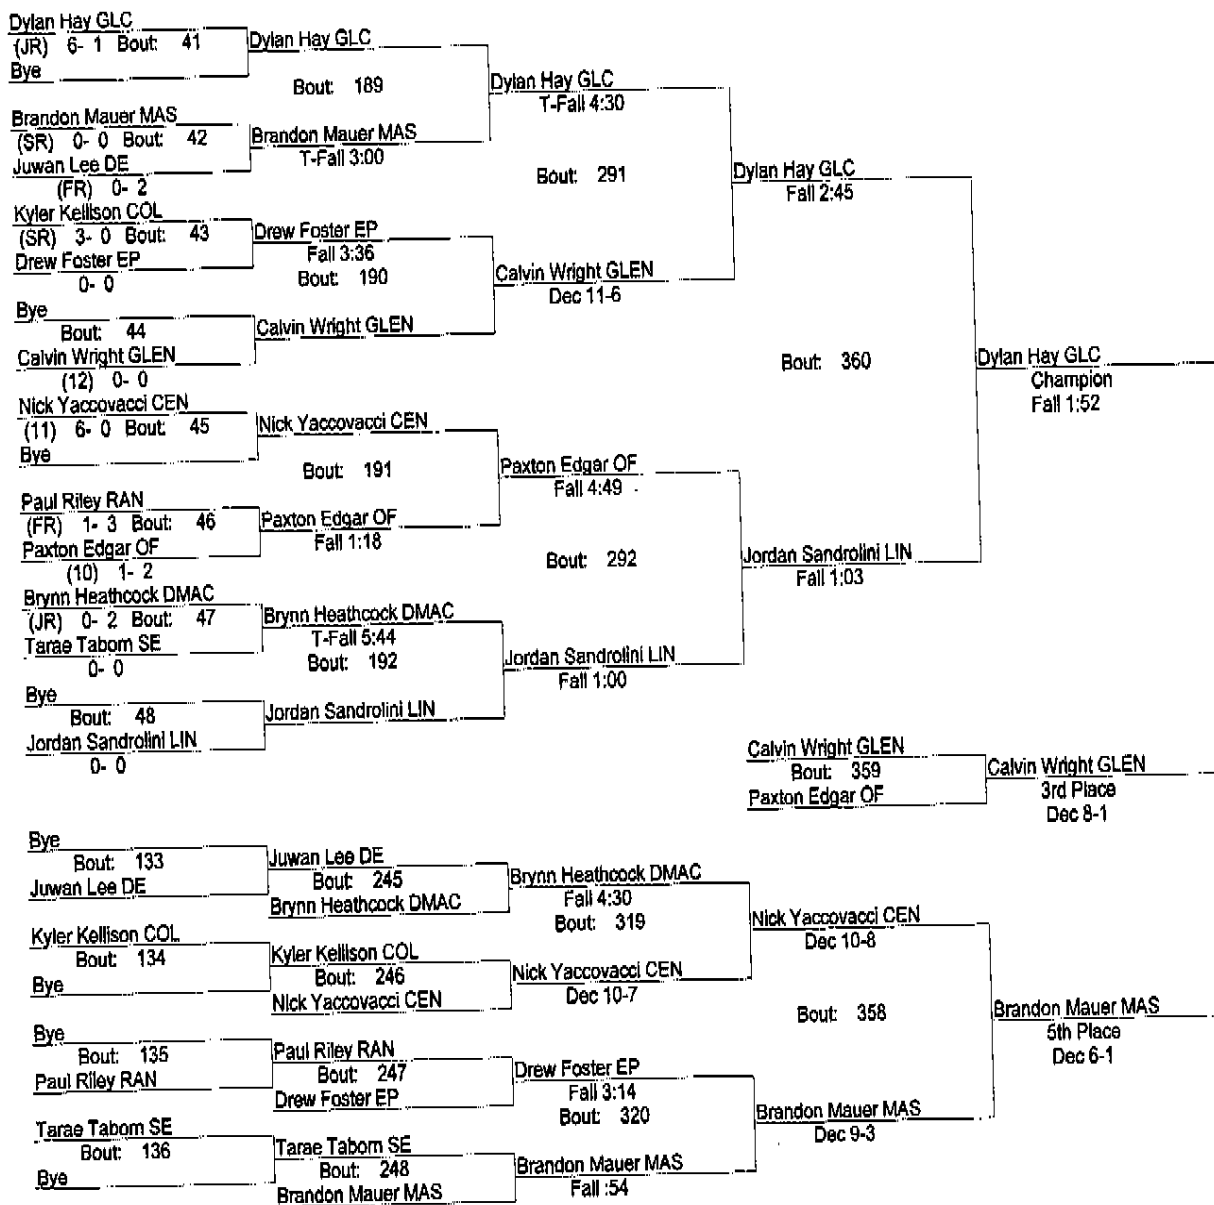 Dylan Hay GLC
(JR) 6- 1 Bout: 41
Bye
Dylan Hay GLC
Bout: 189
Brandon Mauer MAS
(SR) 0- 0 Bout: 42
Juwan Lee DE
(FR) 0- 2
Brandon Mauer MAS
T-Fall 3:00
Dylan Hay GLC
T-Fall 4:30
Bout: 291
Kyler Kellison COL
(SR) 3- 0 Bout: 43
Drew Foster EP
0- 0
Drew Foster EP
Fall 3:36
Bout: 190
Bye
Bout: 44
Calvin Wright GLEN
(12) 0- 0
Calvin Wright GLEN
Calvin Wright GLEN
Dec 11-6
Dylan Hay GLC
Fall 2:45
Bout: 360
Nick Yaccovacci CEN
(11) 6- 0 Bout: 45
Bye
Nick Yaccovacci CEN
Bout: 191
Paul Riley RAN
(FR) 1- 3 Bout: 46
Paxton Edgar OF
(10) 1- 2
Paxton Edgar OF
Fall 1:18
Paxton Edgar OF
Fall 4:49
Bout: 292
Brynn Heathcock DMAC
(JR) 0- 2 Bout: 47
Tarae Taborn SE
0- 0
Brynn Heathcock DMAC
T-Fall 5:44
Bout: 192
Bye
Bout: 48
Jordan Sandrolini LIN
0- 0
Jordan Sandrolini LIN
Jordan Sandrolini LIN
Fall 1:00
Jordan Sandrolini LIN
Fall 1:03
Dylan Hay GLC
Champion
Fall 1:52
Calvin Wright GLEN
Bout: 359
Paxton Edgar OF
Calvin Wright GLEN
3rd Place
Dec 8-1
Bye
Bout: 133
Juwan Lee DE
Juwan Lee DE
Bout: 245
Brynn Heathcock DMAC
Brynn Heathcock DMAC
Fall 4:30
Bout: 319
Kyler Kellison COL
Bout: 134
Bye
Kyler Kellison COL
Bout: 246
Nick Yaccovacci CEN
Nick Yaccovacci CEN
Dec 10-7
Nick Yaccovacci CEN
Dec 10-8
Bout: 358
Bye
Bout: 135
Paul Riley RAN
Paul Riley RAN
Bout: 247
Drew Foster EP
Drew Foster EP
Fall 3:14
Bout: 320
Tarae Taborn SE
Bout: 136
Bye
Tarae Taborn SE
Bout: 248
Brandon Mauer MAS
Brandon Mauer MAS
Fall :54
Brandon Mauer MAS
Dec 9-3
Brandon Mauer MAS
5th Place
Dec 6-1